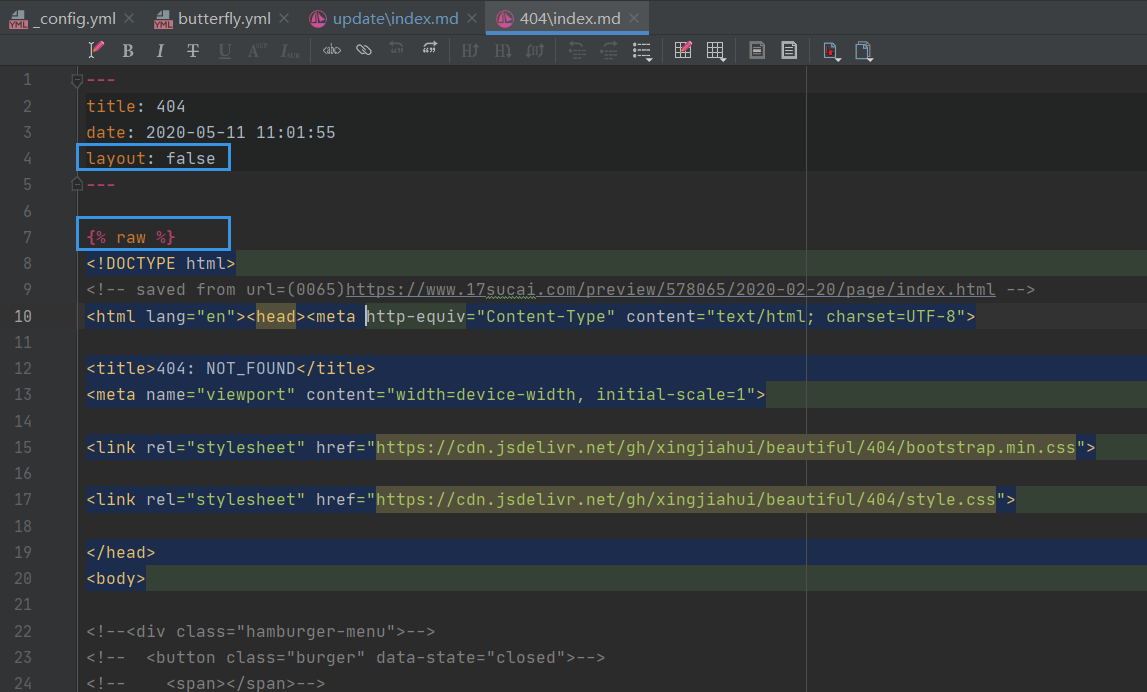 _config.yml butterfly.yml update\index.md 404\index.md
1 ---
2 title: 404
3 date: 2020-05-11 11:01:55
4 layout: false
5 ---
6
7 {% raw %}
8 <!DOCTYPE html>
9 <!-- saved from url=(0065)https://www.17sucai.com/preview/578065/2020-02-20/page/index.html -->
10 <html lang="en"><head><meta http-equiv="Content-Type" content="text/html; charset=UTF-8">
11
12 <title>404: NOT_FOUND</title>
13 <meta name="viewport" content="width=device-width, initial-scale=1">
14
15 <link rel="stylesheet" href="https://cdn.jsdelivr.net/gh/xingjiahui/beautiful/404/bootstrap.min.css">
16
17 <link rel="stylesheet" href="https://cdn.jsdelivr.net/gh/xingjiahui/beautiful/404/style.css">
18
19 </head>
20 <body>
21
22 <!--<div class="hamburger-menu">-->
23 <!--  <button class="burger" data-state="closed">-->
24 <!--    <span></span>-->